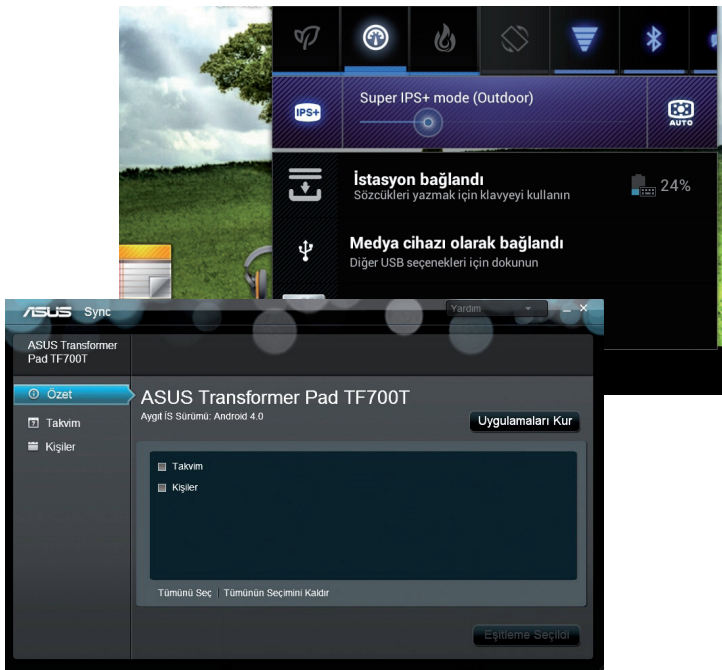 IPS+
Super IPS+ mode (Outdoor)
AUTO
İstasyon bağlandı
Sözcükleri yazmak için klavyeyi kullanın
24%
Medya cihazı olarak bağlandı
Diğer USB seçenekleri için dokunun
ASUS Sync
Yardım
ASUS Transformer
Pad TF700T
Özet
Takvim
Kişiler
ASUS Transformer Pad TF700T
Aygıt İS Sürümü: Android 4.0
Uygulamaları Kur
Takvim
Kişiler
Tümünü Seç
Tümünün Seçimini Kaldır
Eşitleme Seçildi